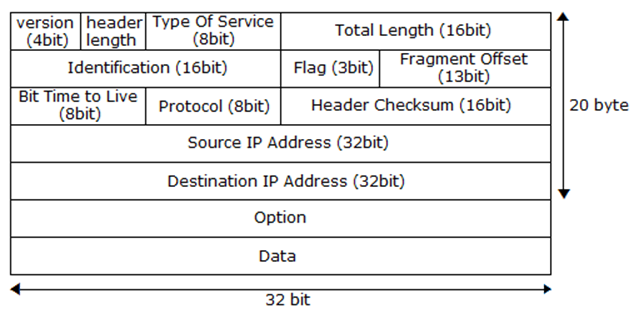 version
(4bit)
header
length
Type Of Service
(8bit)
Total Length (16bit)
Identification (16bit)
Flag (3bit)
Fragment Offset
(13bit)
Bit Time to Live
(8bit)
Protocol (8bit)
Header Checksum (16bit)
20 byte
Source IP Address (32bit)
Destination IP Address (32bit)
Option
Data
32 bit